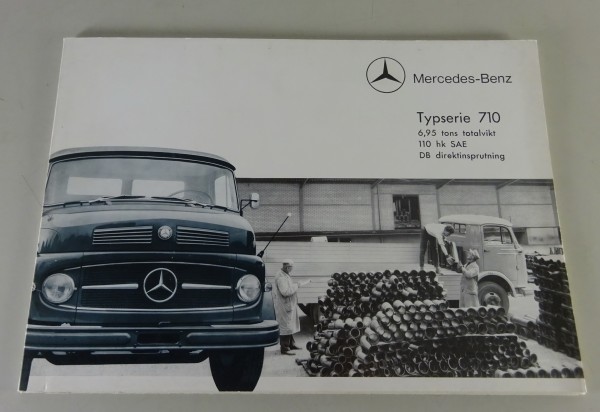 Mercedes-Benz
Typserie 710
6,95 tons totalvikt
110 hk SAE
DB direktinsprutning